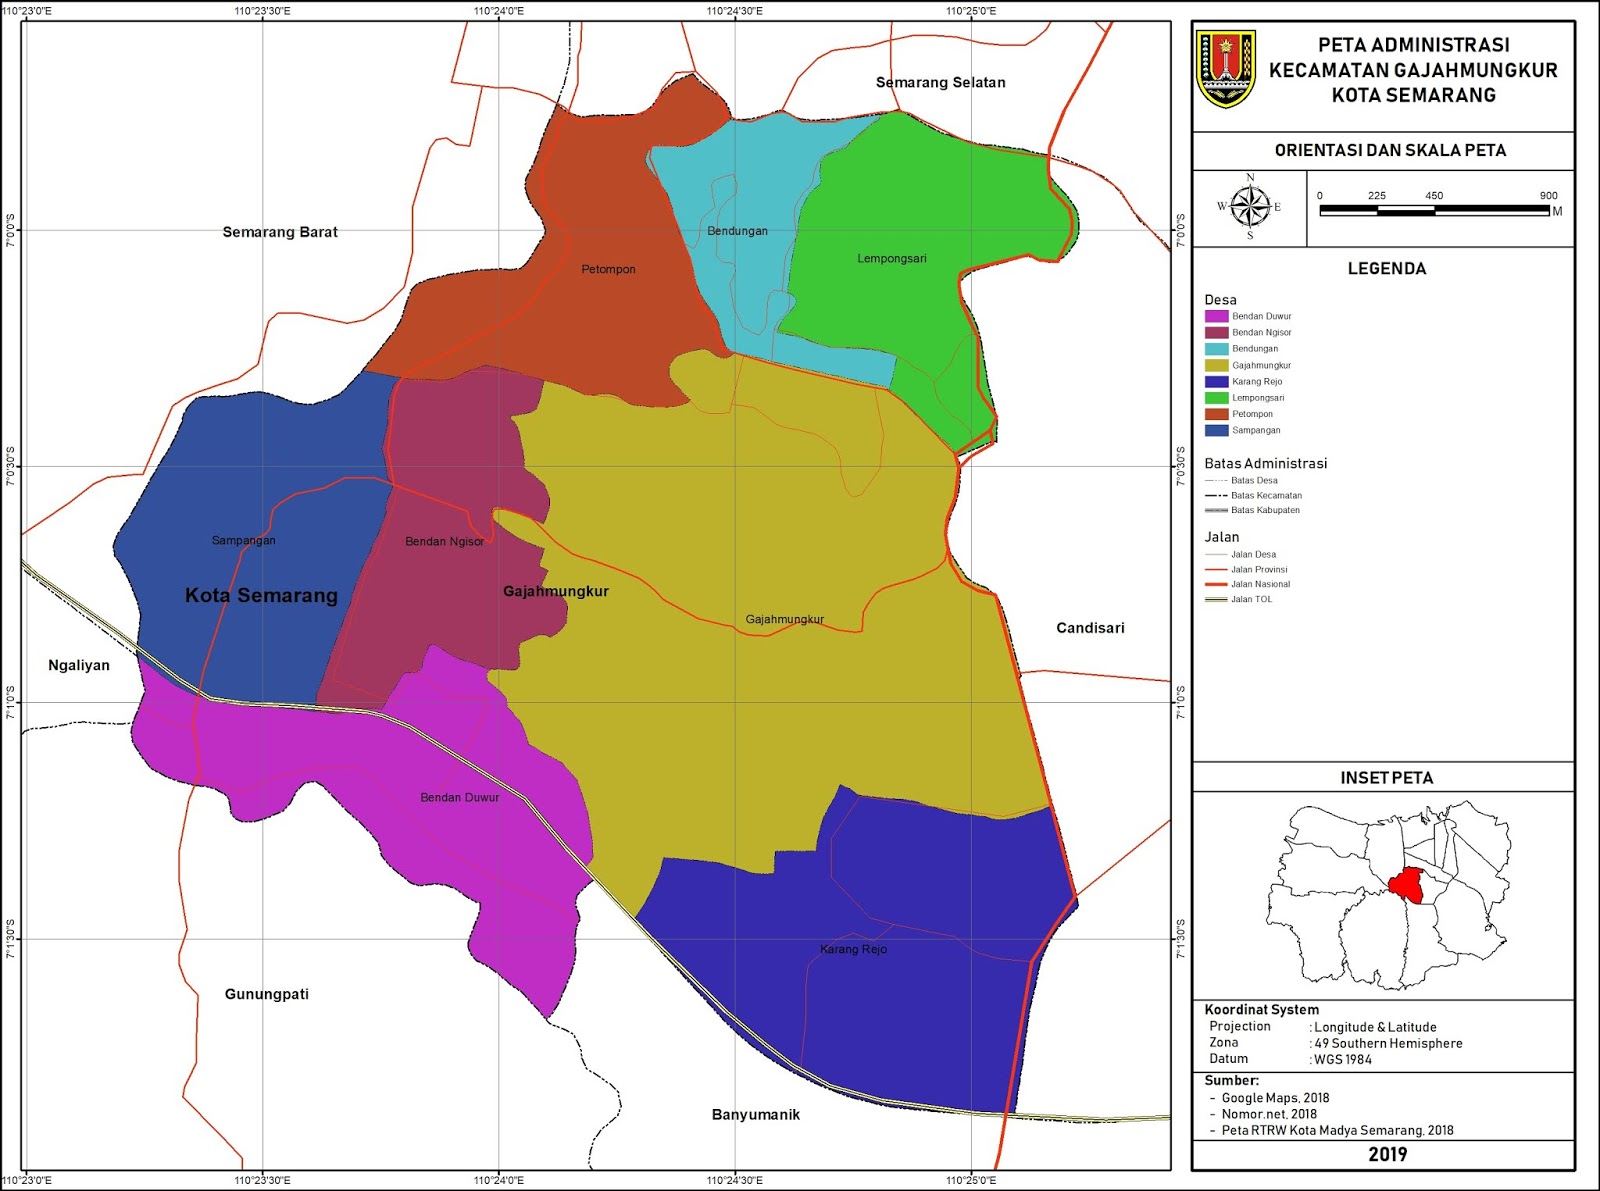 110°23'0"E
110°23'30"E
110°24'0"E
110°24'30"E
110°25'0"E
7°0'0"S
7°0'30"S
7°1'0"S
7°1'30"S
7°0'0"S
7°0'30"S
7°1'0"S
7°1'30"S
Semarang Selatan
Semarang Barat
Bendungan
Lempongsari
Petompon
Sampangan
Bendan Ngisor
Kota Semarang
Gajahmungkur
Gajahmungkur
Candisari
Ngaliyan
Bendan Duwur
Karang Rejo
Gunungpati
Banyumanik
110°23'0"E
110°23'30"E
110°24'0"E
110°24'30"E
110°25'0"E
PETA ADMINISTRASI
KECAMATAN GAJAHMUNGKUR
KOTA SEMARANG
ORIENTASI DAN SKALA PETA
N
W
E
S
0 225 450 900
M
LEGENDA
Desa
Bendan Duwur
Bendan Ngisor
Bendungan
Gajahmungkur
Karang Rejo
Lempongsari
Petompon
Sampangan
Batas Administrasi
Batas Desa
Batas Kecamatan
Batas Kabupaten
Jalan
Jalan Desa
Jalan Provinsi
Jalan Nasional
Jalan TOL
INSET PETA
Koordinat System
Projection : Longitude & Latitude
Zona : 49 Southern Hemisphere
Datum : WGS 1984
Sumber:
- Google Maps, 2018
- Nomor.net, 2018
- Peta RTRW Kota Madya Semarang, 2018
2019